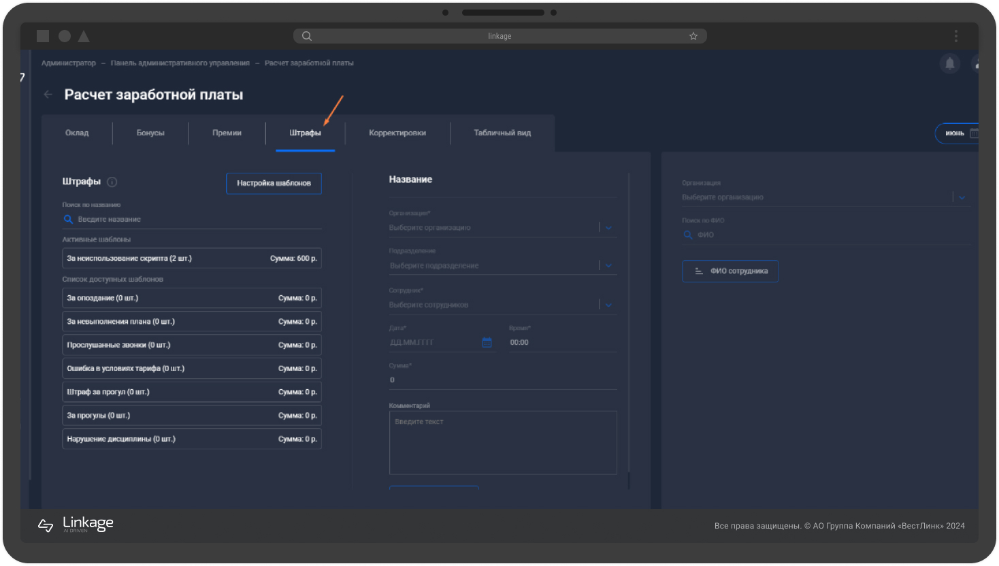 linkage
Администратор – Панель административного управления – Расчет заработной платы
Расчет заработной платы
Оклад
Бонусы
Премии
Штрафы
Корректировки
Табличный вид
июнь
Штрафы
Настройка шаблонов
Поиск по названию
Введите название
Активные шаблоны
За неиспользование скрипта (2 шт.) Сумма: 600 р.
Список доступных шаблонов
За опоздание (0 шт.) Сумма: 0 р.
За невыполнения плана (0 шт.) Сумма: 0 р.
Прослушанные звонки (0 шт.) Сумма: 0 р.
Ошибка в условиях тарифа (0 шт.) Сумма: 0 р.
Штраф за прогул (0 шт.) Сумма: 0 р.
За прогулы (0 шт.) Сумма: 0 р.
Нарушение дисциплины (0 шт.) Сумма: 0 р.
Название
Организация*
Выберите организацию
Подразделение
Выберите подразделение
Сотрудник*
Выберите сотрудников
Дата* Время*
ДД.ММ.ГГГГ 00:00
Сумма*
0
Комментарий
Введите текст
Организация
Выберите организацию
Поиск по ФИО
ФИО
ФИО сотрудника
Linkage
AI DRIVEN
Все права защищены. © АО Группа Компаний «ВестЛинк» 2024